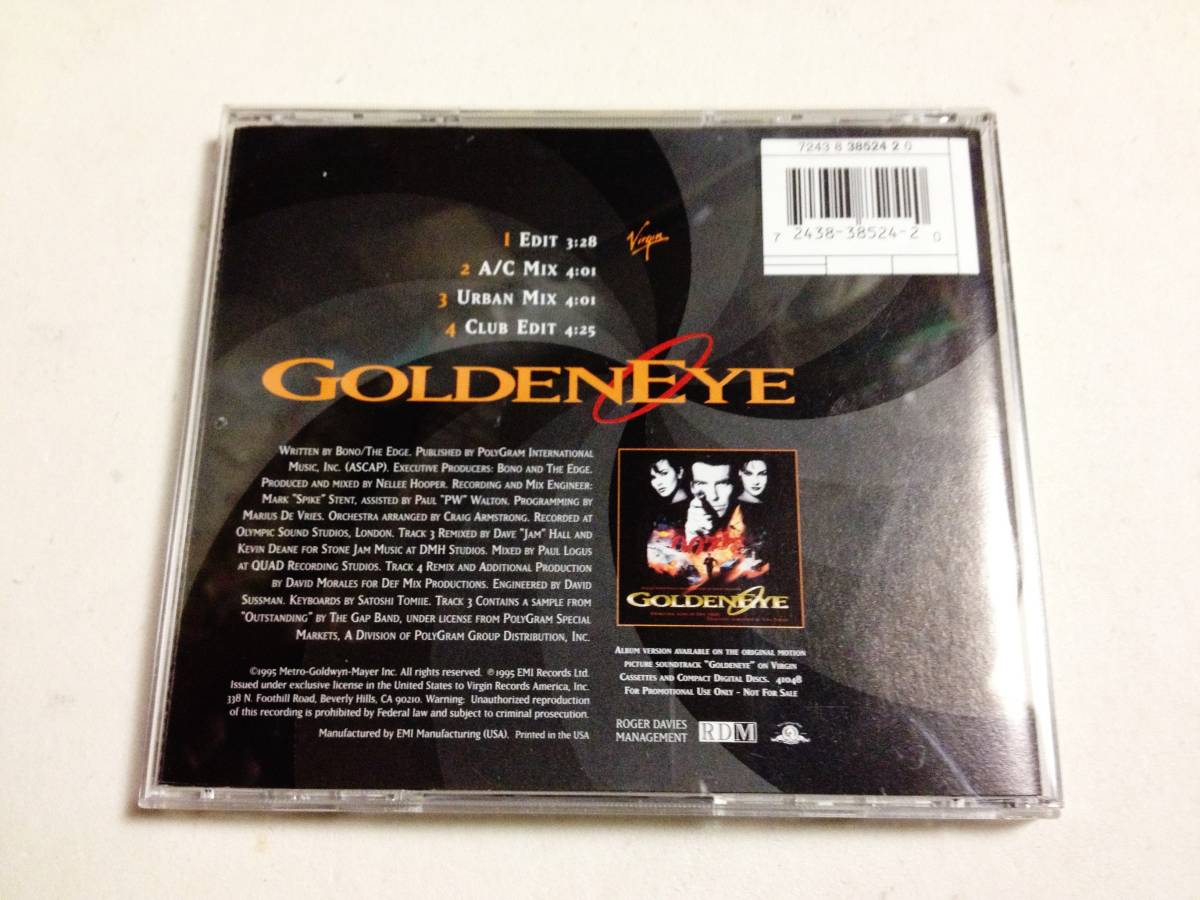 7243 8 38524 2 0
7 2438-38524-2 0
1 Edit 3:28
Virgin
2 A/C Mix 4:01
3 Urban Mix 4:01
4 Club Edit 4:25
GoldenEye
Written by Bono/The Edge. Published by PolyGram International
Music, Inc. (ASCAP). Executive Producers: Bono and The Edge.
Produced and mixed by Nellee Hooper. Recording and Mix Engineer:
Mark "Spike" Stent, assisted by Paul "PW" Walton. Programming by
Marius De Vries. Orchestra arranged by Craig Armstrong. Recorded at
Olympic Sound Studios, London. Track 3 Remixed by Dave "Jam" Hall and
Kevin Deane for Stone Jam Music at DMH Studios. Mixed by Paul Logus
at QUAD Recording Studios. Track 4 Remix and Additional Production
by David Morales for Def Mix Productions. Engineered by David
Sussman. Keyboards by Satoshi Tomiie. Track 3 Contains a sample from
"Outstanding" by The Gap Band, under license from PolyGram Special
Markets, A Division of PolyGram Group Distribution, Inc.
©1995 Metro-Goldwyn-Mayer Inc. All rights reserved. ℗1995 EMI Records Ltd.
Issued under exclusive license in the United States to Virgin Records America, Inc.
338 N. Foothill Road, Beverly Hills, CA 90210. Warning: Unauthorized reproduction
of this recording is prohibited by Federal law and subject to criminal prosecution.
Manufactured by EMI Manufacturing (USA). Printed in the USA
007
GoldenEye
Album version available on the original motion
picture soundtrack "Goldeneye" on Virgin
Cassettes and Compact Digital Discs. 41048
For Promotional Use Only - Not For Sale
ROGER DAVIES
MANAGEMENT
RDM